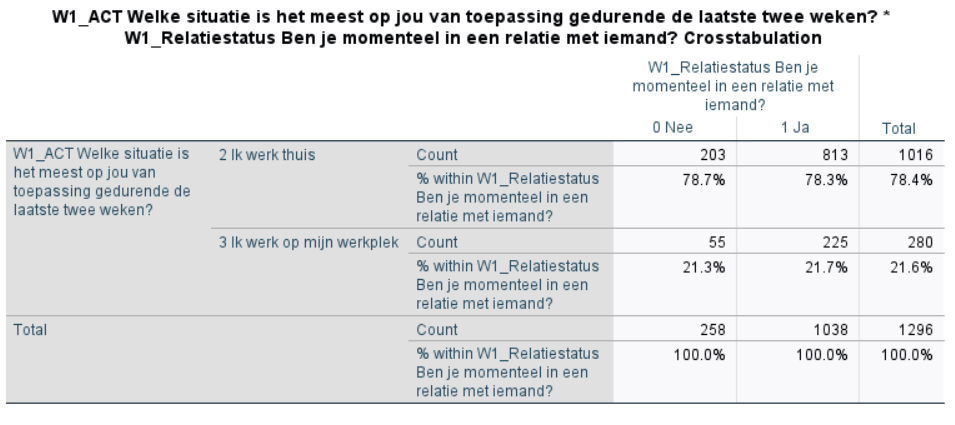 W1_ACT Welke situatie is het meest op jou van toepassing gedurende de laatste twee weken? *
W1_Relatiestatus Ben je momenteel in een relatie met iemand? Crosstabulation
W1_Relatiestatus Ben je
momenteel in een relatie met
iemand?
0 Nee 1 Ja Total
W1_ACT Welke situatie is
het meest op jou van
toepassing gedurende de
laatste twee weken?
2 Ik werk thuis Count 203 813 1016
% within W1_Relatiestatus
Ben je momenteel in een
relatie met iemand?
78.7% 78.3% 78.4%
3 Ik werk op mijn werkplek Count 55 225 280
% within W1_Relatiestatus
Ben je momenteel in een
relatie met iemand?
21.3% 21.7% 21.6%
Total Count 258 1038 1296
% within W1_Relatiestatus
Ben je momenteel in een
relatie met iemand?
100.0% 100.0% 100.0%